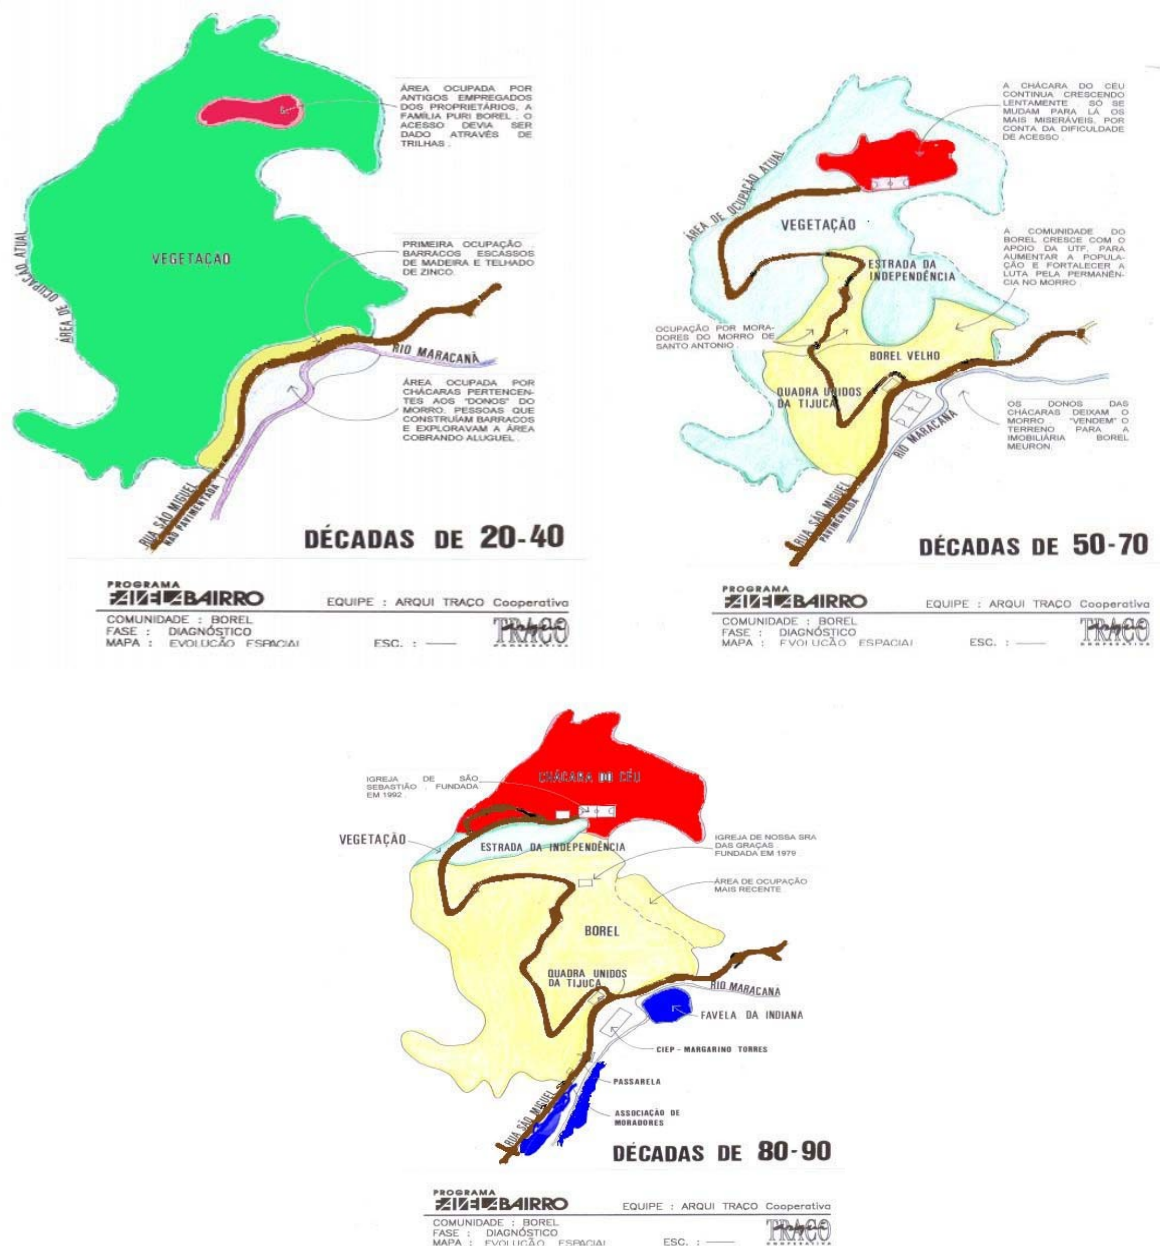 ÁREA OCUPADA POR
ANTIGOS EMPREGADOS
DOS PROPRIETÁRIOS, A
FAMÍLIA PURI BOREL . O
ACESSO DEVIA SER
DADO ATRAVÉS DE
TRILHAS .
ÁREA DE OCUPAÇÃO ATUAL
VEGETAÇÃO
PRIMEIRA OCUPAÇÃO .
BARRACOS ESCASSOS
DE MADEIRA E TELHADO
DE ZINCO.
RIO MARACANÃ
ÁREA OCUPADA POR
CHÁCARAS PERTENCEN-
TES AOS "DONOS" DO
MORRO, PESSOAS QUE
CONSTRUÍAM BARRACOS
E EXPLORAVAM A ÁREA
COBRANDO ALUGUEL .
RUA SÃO MIGUEL
NÃO PAVIMENTADA
DÉCADAS DE 20-40
PROGRAMA
FAVELA BAIRRO
EQUIPE : ARQUI TRAÇO Cooperativa
COMUNIDADE : BOREL
FASE : DIAGNÓSTICO
MAPA : EVOLUÇÃO ESPACIAL
ESC. :
TRAÇO
COOPERATIVA
A CHÁCARA DO CÉU
CONTINUA CRESCENDO
LENTAMENTE SÓ SE
MUDAM PARA LÁ OS
MAIS MISERÁVEIS, POR
CONTA DA DIFICULDADE
DE ACESSO .
ÁREA DE OCUPAÇÃO ATUAL
VEGETAÇÃO
A COMUNIDADE DO
BOREL CRESCE COM O
APOIO DA UTF, PARA
AUMENTAR A POPULA-
ÇÃO E FORTALECER A
LUTA PELA PERMANÊN-
CIA NO MORRO
ESTRADA DA
INDEPENDÊNCIA
OCUPAÇÃO POR MORA-
DORES DO MORRO DE
SANTO ANTONIO .
BOREL VELHO
QUADRA UNIDOS
DA TIJUCA
RIO MARACANÃ
OS DONOS DAS
CHÁCARAS DEIXAM O
MORRO . "VENDEM" O
TERRENO PARA A
IMOBILIÁRIA BOREL
MEURON.
RUA SÃO MIGUEL
PAVIMENTADA
DÉCADAS DE 50-70
PROGRAMA
FAVELA BAIRRO
EQUIPE : ARQUI TRAÇO Cooperativa
COMUNIDADE : BOREL
FASE : DIAGNÓSTICO
MAPA : EVOLUÇÃO ESPACIAL
ESC. :
TRAÇO
COOPERATIVA
CHÁCARA DO CÉU
IGREJA DE SÃO
SEBASTIÃO . FUNDADA
EM 1992
VEGETAÇÃO
ESTRADA DA INDEPENDÊNCIA
IGREJA DE NOSSA SRA
DAS GRAÇAS
FUNDADA EM 1979
ÁREA DE OCUPAÇÃO
MAIS RECENTE
BOREL
QUADRA UNIDOS
DA TIJUCA
RIO MARACANA
FAVELA DA INDIANA
CIEP - MARGARINO TORRES
PASSARELA
RUA SÃO MIGUEL
ASSOCIAÇÃO DE
MORADORES
DÉCADAS DE 80-90
PROGRAMA
FAVELA BAIRRO
EQUIPE : ARQUI TRAÇO Cooperativa
COMUNIDADE : BOREL
FASE : DIAGNÓSTICO
MAPA : EVOLUÇÃO ESPACIAL
ESC. :
TRAÇO
COOPERATIVA